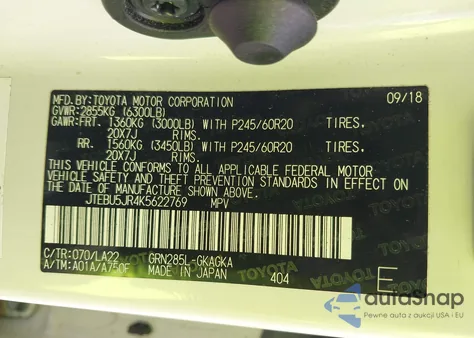 MFD.BY:TOYOTA MOTOR CORPORATION 09/18
GVWR:2855KG (6300LB)
GAWR:FRT. 1360KG (3000LB) WITH P245/60R20 TIRES,
20X7J RIMS.
RR. 1560KG (3450LB) WITH P245/60R20 TIRES,
20X7J RIMS.
THIS VEHICLE CONFORMS TO ALL APPLICABLE FEDERAL MOTOR
VEHICLE SAFETY AND THEFT PREVENTION STANDARDS IN EFFECT
ON THE DATE OF MANUFACTURE SHOWN ABOVE.
JTEBU5JR4K5622769 MPV
C/TR:070/LA22 GRN285L-GKAGKA
A/TM:A01A/A750F MADE IN JAPAN 404 E
autosnap
Pewne auta z aukcji USA i EU